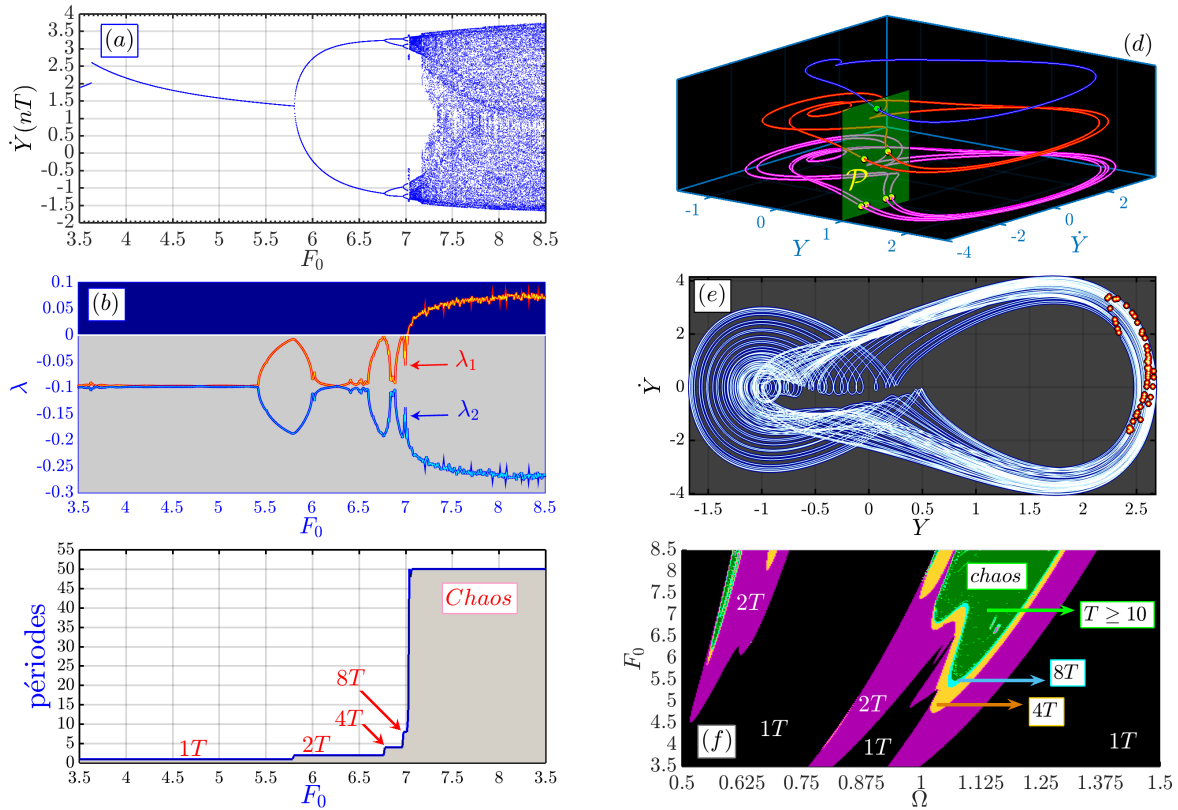 (a)
Ẏ(nT)
4 3.5 3 2.5 2 1.5 1 0.5 0 -0.5 -1 -1.5 -2
3.5 4 4.5 5 5.5 6 6.5 7 7.5 8 8.5
F0
(b)
λ
0.1 0.05 0 -0.05 -0.1 -0.15 -0.2 -0.25 -0.3
λ1
λ2
3.5 4 4.5 5 5.5 6 6.5 7 7.5 8 8.5
F0
périodes
55 50 45 40 35 30 25 20 15 10 5 0
Chaos
8T
4T
1T
2T
3.5 4 4.5 5 5.5 6 6.5 7 7.5 8 3.5
F0
(d)
P
-1 0 1 2
Y
-4 -2 0 2
Ẏ
(e)
Ẏ
4 2 0 -2 -4
-1.5 -1 -0.5 0 0.5 1 1.5 2 2.5
Y
F0
8.5 8 7.5 7 6.5 6 5.5 5 4.5 4 3.5
chaos
2T
T ≥ 10
8T
2T
4T
(f)
1T
1T
1T
0.5 0.625 0.75 0.875 1 1.125 1.25 1.375 1.5
Ω